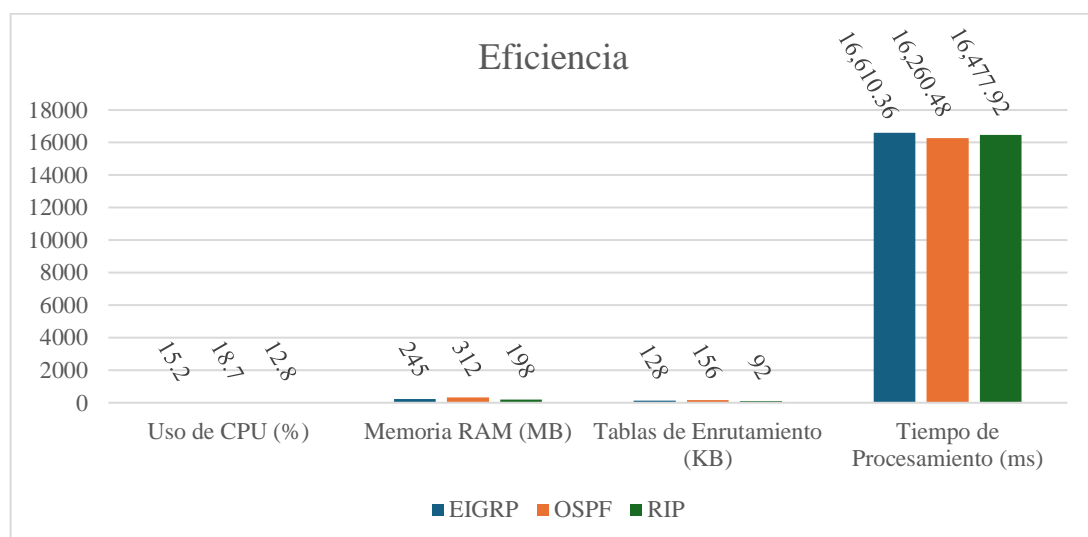 Eficiencia
16,610.36
16,260.48
16,477.92
18000
16000
14000
12000
10000
8000
6000
4000
2000
0
15.2
18.7
12.8
245
312
198
128
156
92
Uso de CPU (%)
Memoria RAM (MB)
Tablas de Enrutamiento
(KB)
Tiempo de
Procesamiento (ms)
EIGRP
OSPF
RIP